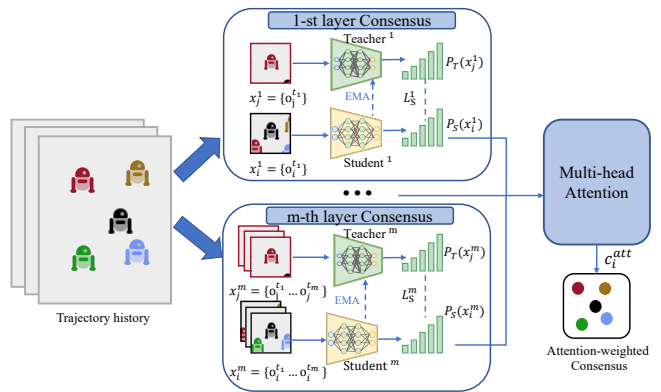 1-st layer Consensus
Teacher ¹
P_T(x_j^1)
x_j^1 = {o_j^{t_1}}
EMA
L_S^1
P_S(x_i^1)
x_i^1 = {o_i^{t_1}}
Student ¹
Trajectory history
...
Multi-head
Attention
m-th layer Consensus
Teacher ᵐ
P_T(x_j^m)
x_j^m = {o_j^{t_1} ... o_j^{t_m}}
EMA
L_S^m
P_S(x_i^m)
x_i^m = {o_i^{t_1} ... o_i^{t_m}}
Student ᵐ
c_i^{att}
Attention-weighted
Consensus